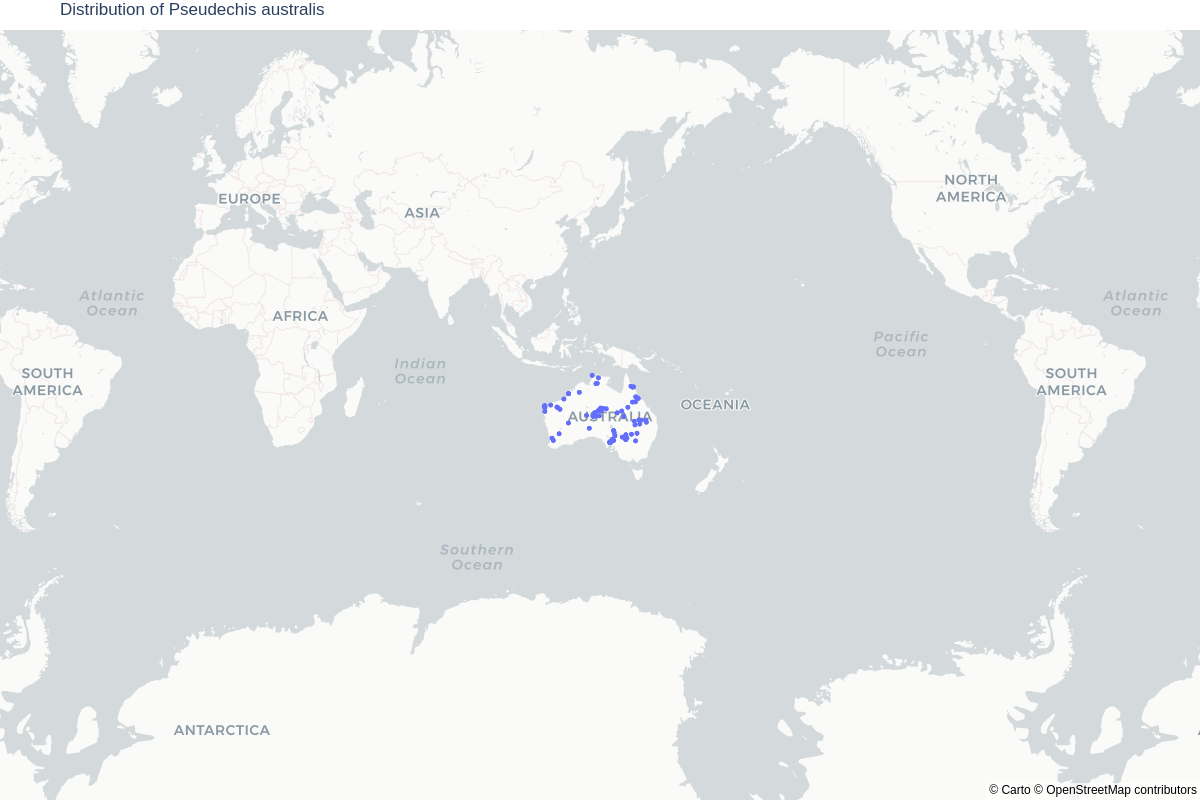 Distribution of Pseudechis australis
NORTH
AMERICA
EUROPE
ASIA
Atlantic
Ocean
Atlantic
Ocean
AFRICA
Pacific
Ocean
Indian
Ocean
SOUTH
AMERICA
SOUTH
AMERICA
OCEANIA
AUSTRALIA
Southern
Ocean
ANTARCTICA
© Carto © OpenStreetMap contributors